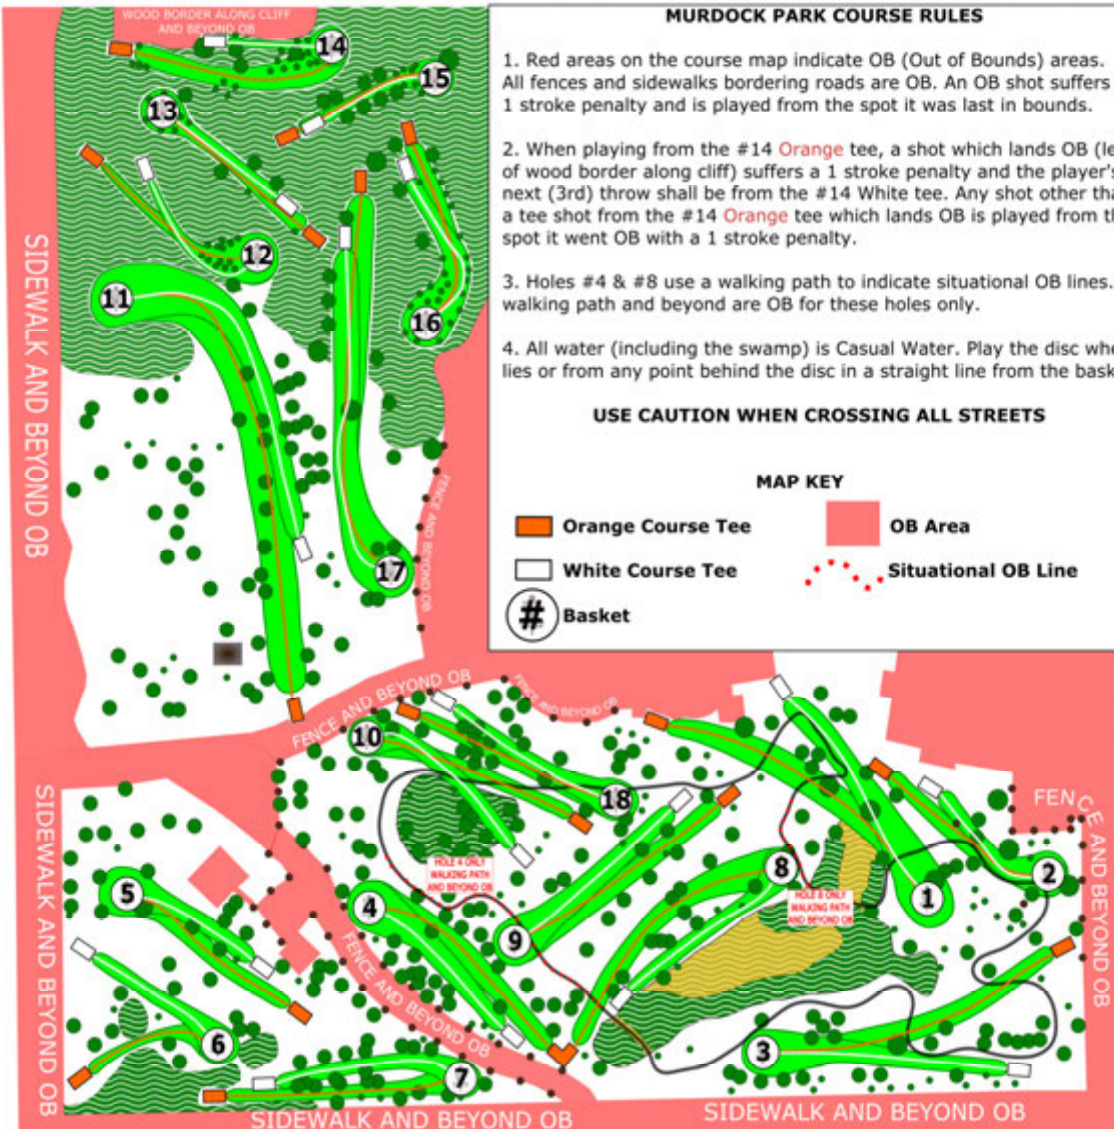 WOOD BORDER ALONG CLIFF
AND BEYOND OB
MURDOCK PARK COURSE RULES
1. Red areas on the course map indicate OB (Out of Bounds) areas.
All fences and sidewalks bordering roads are OB. An OB shot suffers
1 stroke penalty and is played from the spot it was last in bounds.
2. When playing from the #14 Orange tee, a shot which lands OB (le
of wood border along cliff) suffers a 1 stroke penalty and the player's
next (3rd) throw shall be from the #14 White tee. Any shot other tha
a tee shot from the #14 Orange tee which lands OB is played from th
spot it went OB with a 1 stroke penalty.
3. Holes #4 & #8 use a walking path to indicate situational OB lines.
walking path and beyond are OB for these holes only.
4. All water (including the swamp) is Casual Water. Play the disc whe
lies or from any point behind the disc in a straight line from the bask
USE CAUTION WHEN CROSSING ALL STREETS
MAP KEY
Orange Course Tee
OB Area
White Course Tee
Situational OB Line
#
Basket
14
15
13
12
11
16
17
SIDEWALK AND BEYOND OB
FENCE AND BEYOND OB
FENCE AND BEYOND OB
FENCE AND BEYOND OB
10
18
FENCE AND BEYOND OB
HOLE 4 ONLY
WALKING PATH
AND BEYOND OB
8
HOLE 8 ONLY
WALKING PATH
AND BEYOND OB
2
1
5
4
9
SIDEWALK AND BEYOND OB
FENCE AND BEYOND OB
6
3
7
SIDEWALK AND BEYOND OB
SIDEWALK AND BEYOND OB